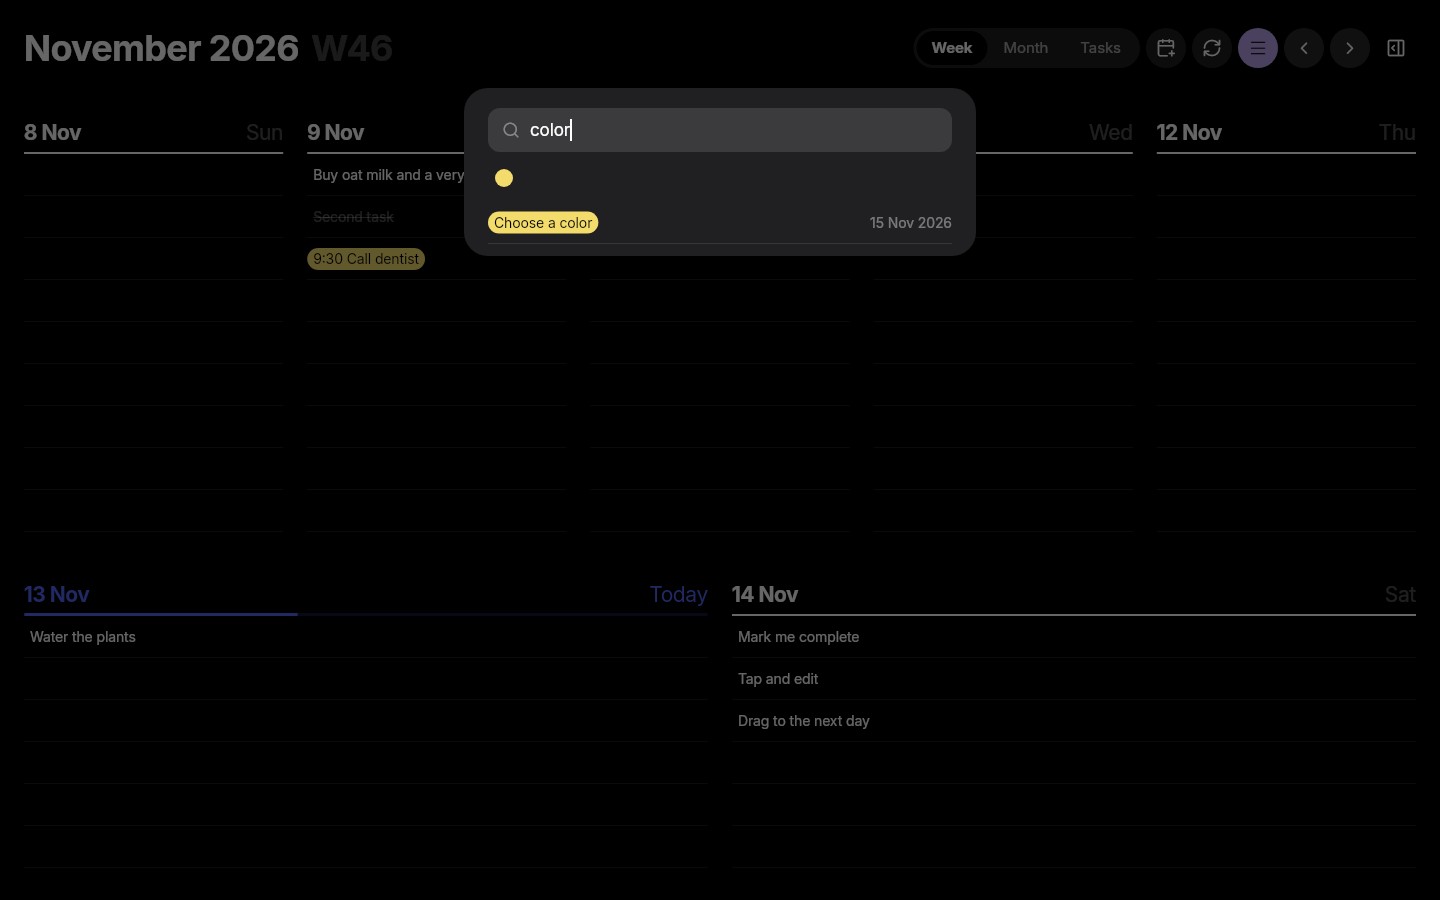 November 2026 W46
Week Month Tasks
color
Choose a color 15 Nov 2026
8 Nov Sun
9 Nov
Buy oat milk and a very
Second task
9:30 Call dentist
Wed
12 Nov Thu
13 Nov Today
Water the plants
14 Nov Sat
Mark me complete
Tap and edit
Drag to the next day